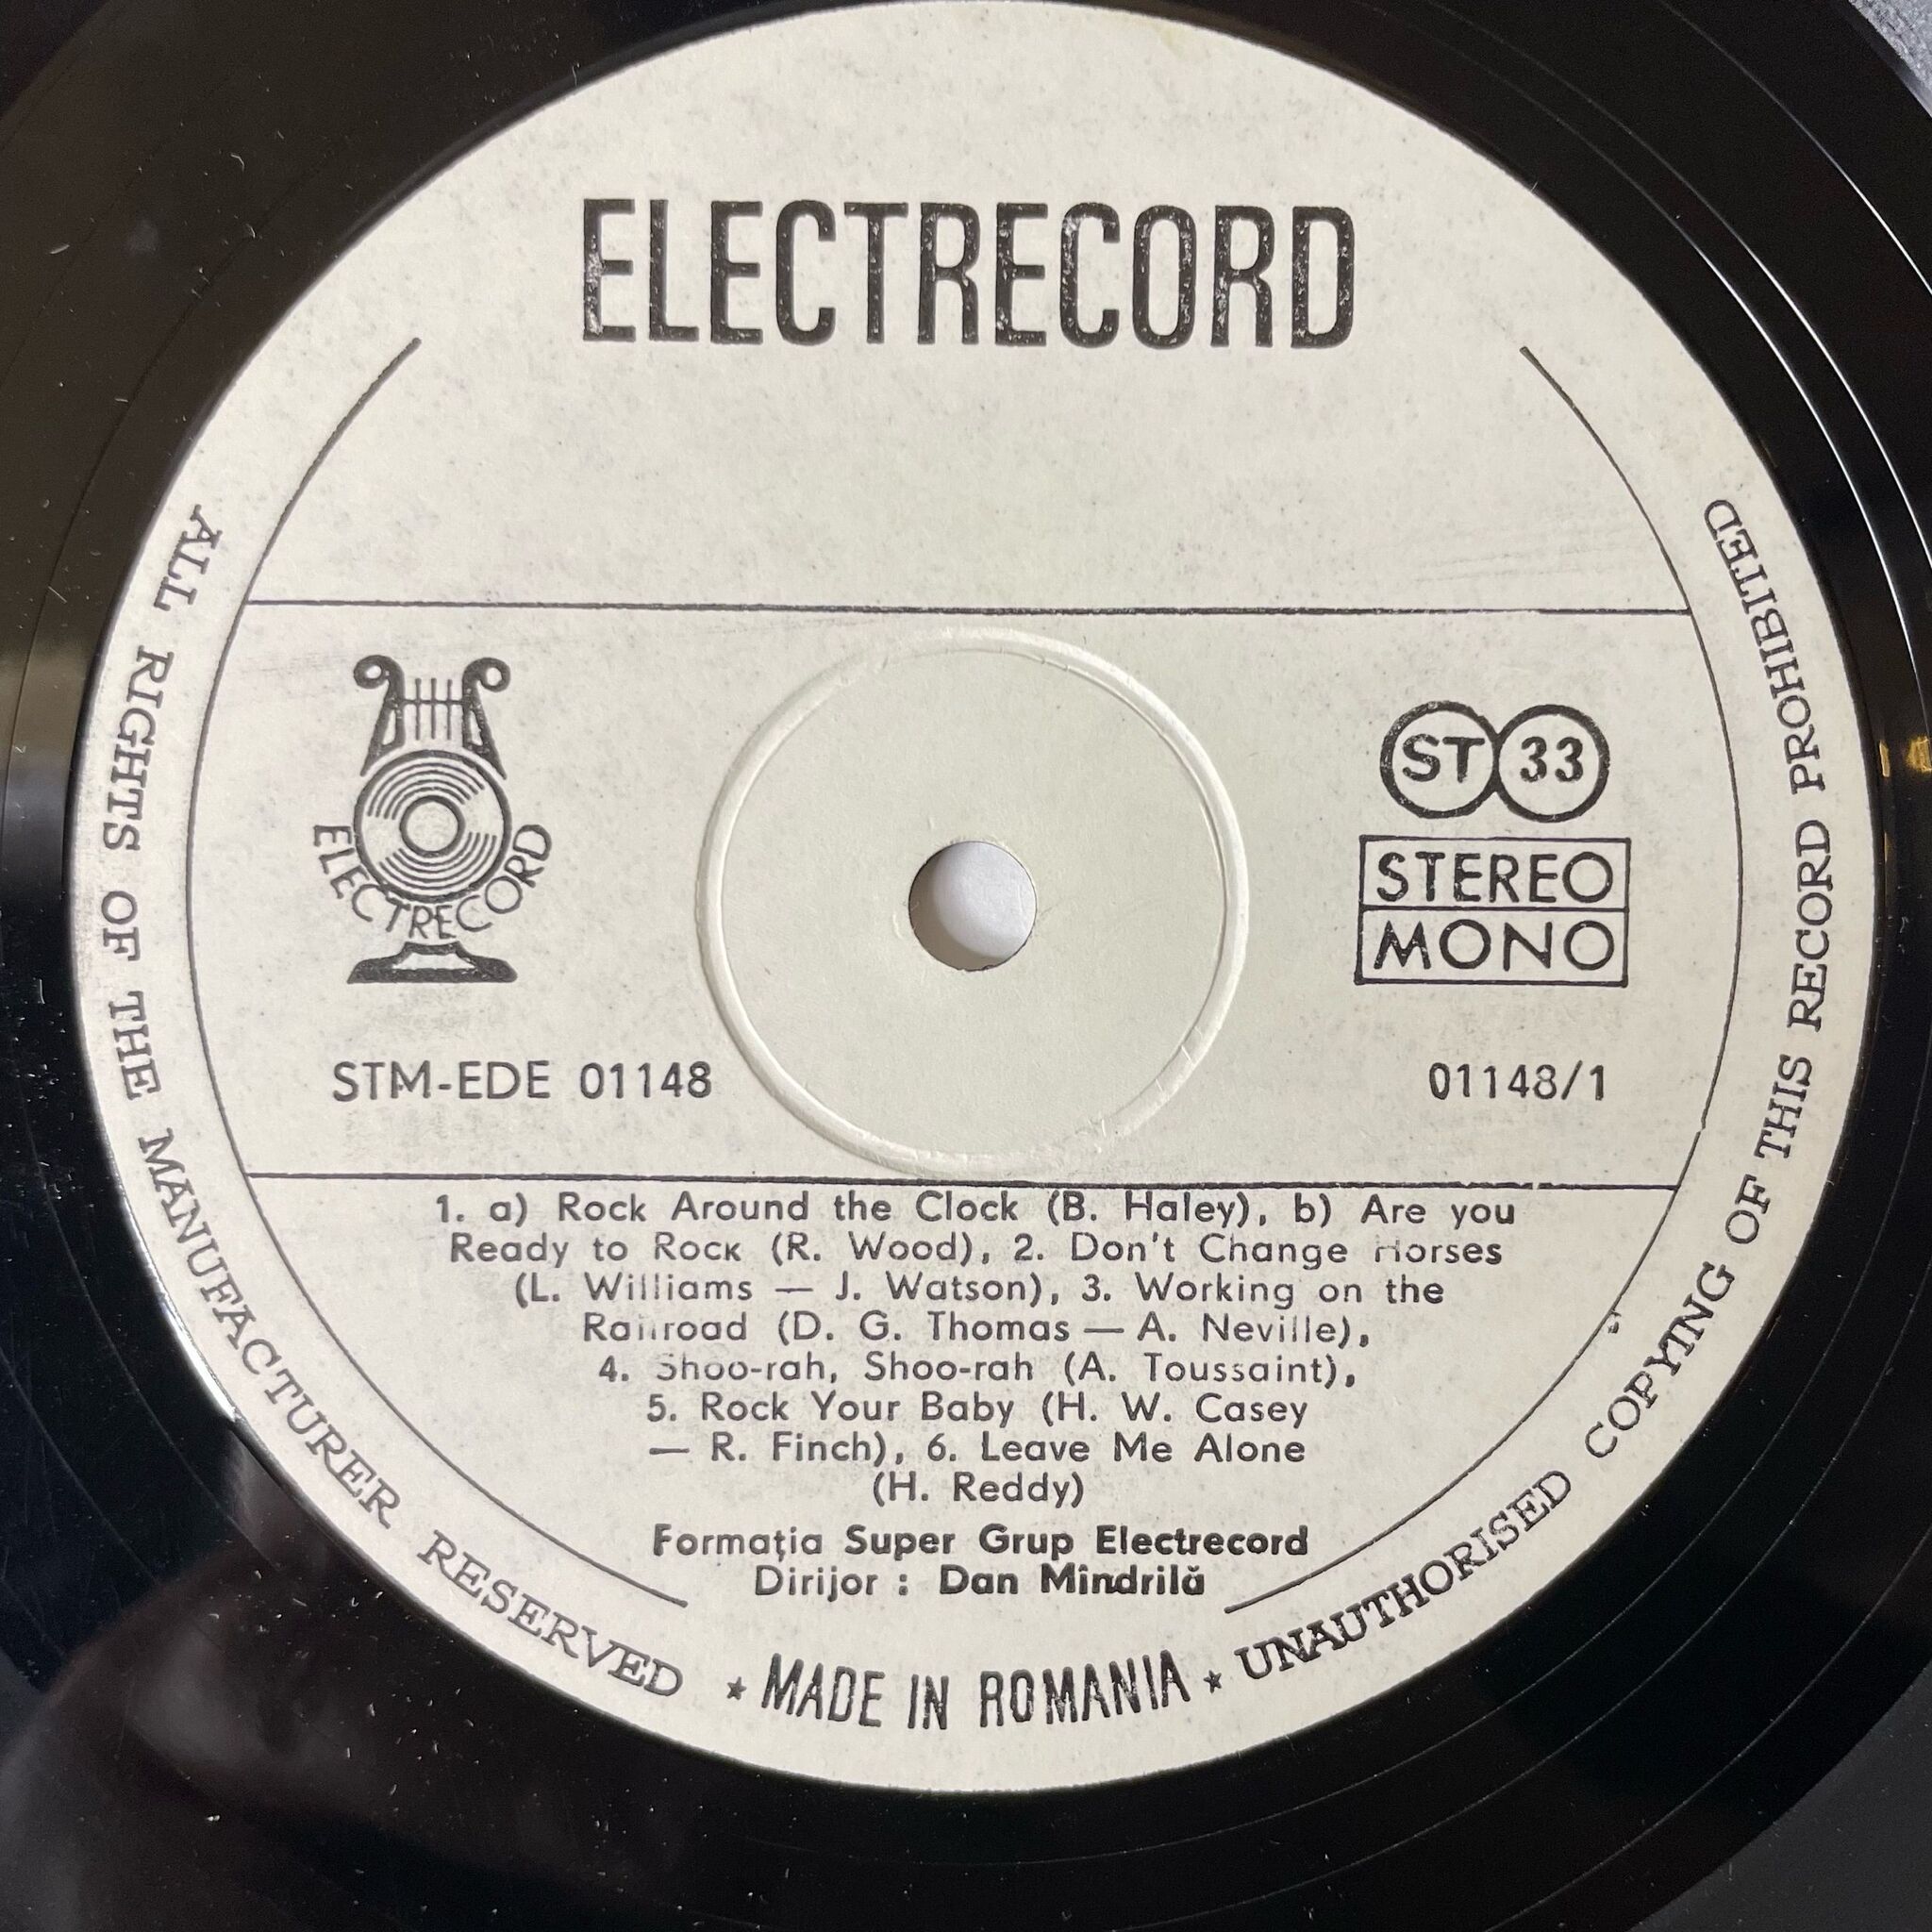 ELECTRECORD
ELECTRECORD
ST 33
STEREO
MONO
STM-EDE 01148
01148/1
1. a) Rock Around the Clock (B. Haley), b) Are you
Ready to Rock (R. Wood), 2. Don't Change Horses
(L. Williams — J. Watson), 3. Working on the
Railroad (D. G. Thomas — A. Neville),
4. Shoo-rah, Shoo-rah (A. Toussaint),
5. Rock Your Baby (H. W. Casey
— R. Finch), 6. Leave Me Alone
(H. Reddy)
Formația Super Grup Electrecord
Dirijor : Dan Mîndrilă
ALL RIGHTS OF THE MANUFACTURER RESERVED
★ MADE IN ROMANIA ★
UNAUTHORISED COPYING OF THIS RECORD PROHIBITED